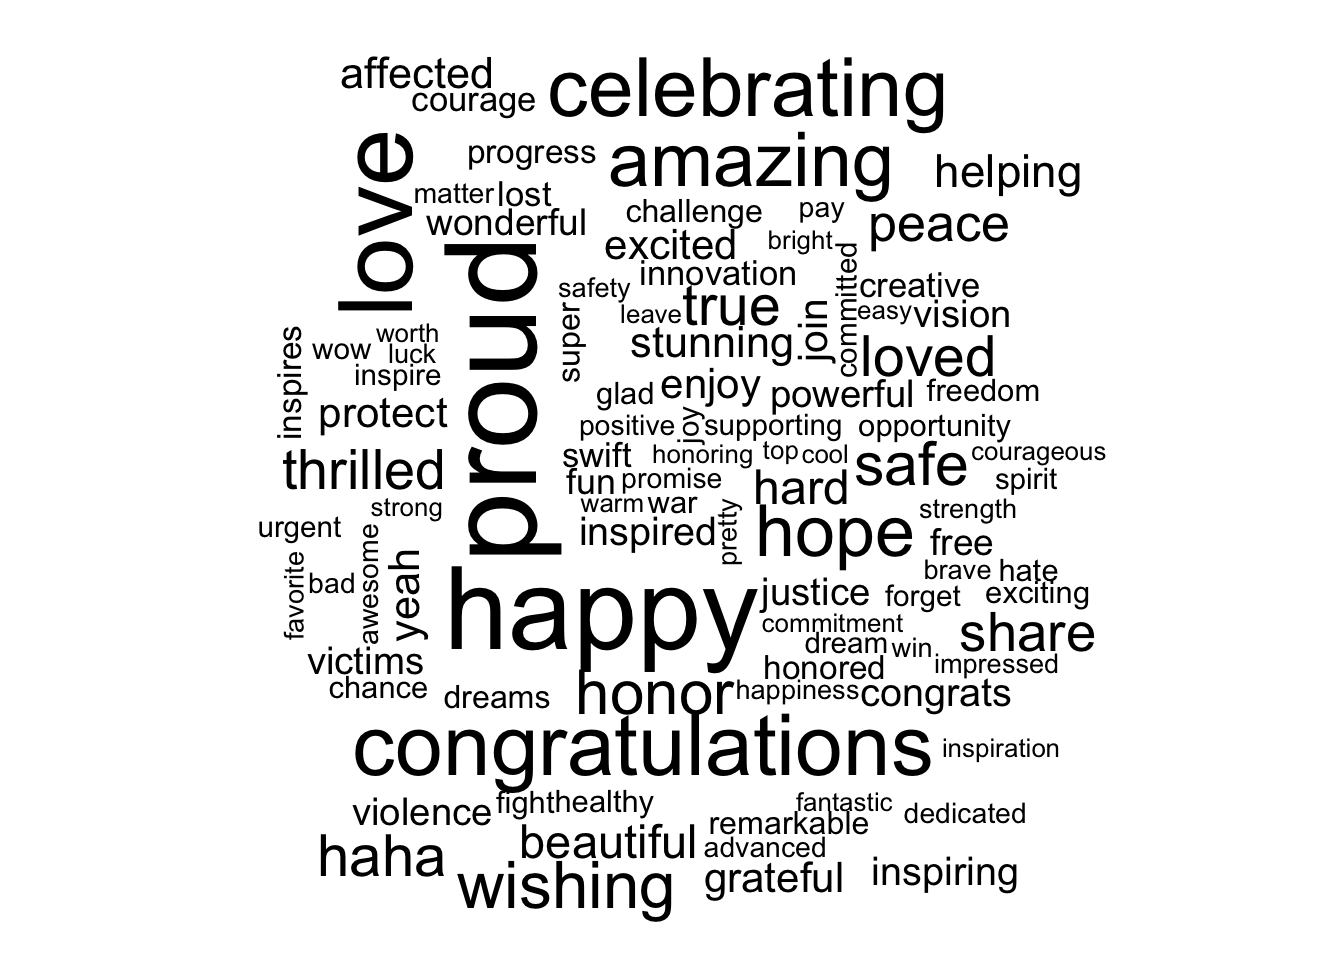 affected
courage
celebrating
love
progress
amazing
helping
matter
lost
wonderful
challenge
pay
peace
proud
excited
bright
innovation
committed
creative
safety
leave
true
join
easy
vision
super
stunning
loved
inspires
wow
worth
luck
inspire
glad
enjoy
powerful
freedom
protect
positive
joy
supporting
opportunity
thrilled
swift
honoring
top
cool
safe
courageous
fun
promise
hard
spirit
strong
warm
war
pretty
hope
strength
urgent
inspired
free
favorite
bad
awesome
yeah
happy
brave
hate
justice
forget
exciting
commitment
share
dream
win
victims
honored
impressed
chance
dreams
honor
happiness
congrats
congratulations
inspiration
violence
fight
healthy
fantastic
dedicated
remarkable
haha
beautiful
advanced
wishing
grateful
inspiring